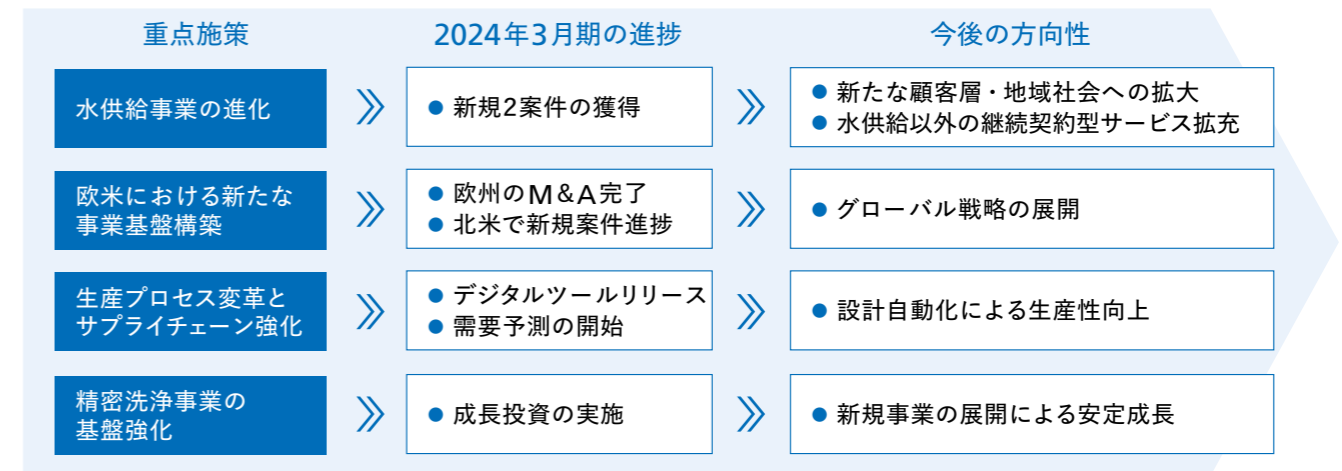 重点施策
2024年3月期の進捗
今後の方向性
水供給事業の進化
● 新規2案件の獲得
● 新たな顧客層・地域社会への拡大
● 水供給以外の継続契約型サービス拡充
欧米における新たな
事業基盤構築
● 欧州のM&A完了
● 北米で新規案件進捗
● グローバル戦略の展開
生産プロセス変革と
サプライチェーン強化
● デジタルツールリリース
● 需要予測の開始
● 設計自動化による生産性向上
精密洗浄事業の
基盤強化
● 成長投資の実施
● 新規事業の展開による安定成長